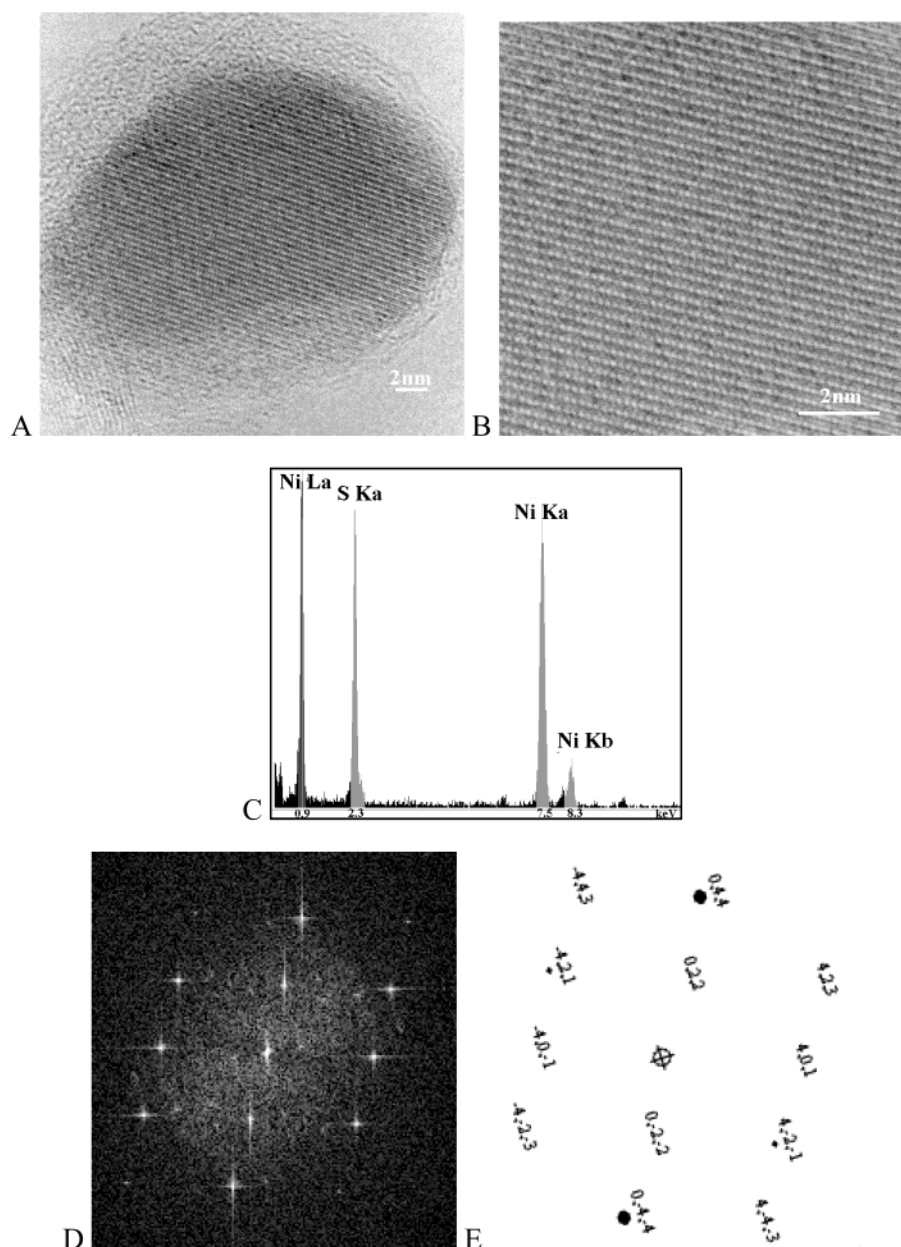 2nm
A
2nm
B
Ni La
S Ka
Ni Ka
Ni Kb
C
0.9 2.3 7.5 8.3 keV
D
-4,4,3
0,4,4
-4,2,1
0,2,2
4,2,3
-4,0,-1
4,0,1
-4,-2,-3
0,-2,-2
4,-2,-1
0,-4,-4
4,-4,-3
E